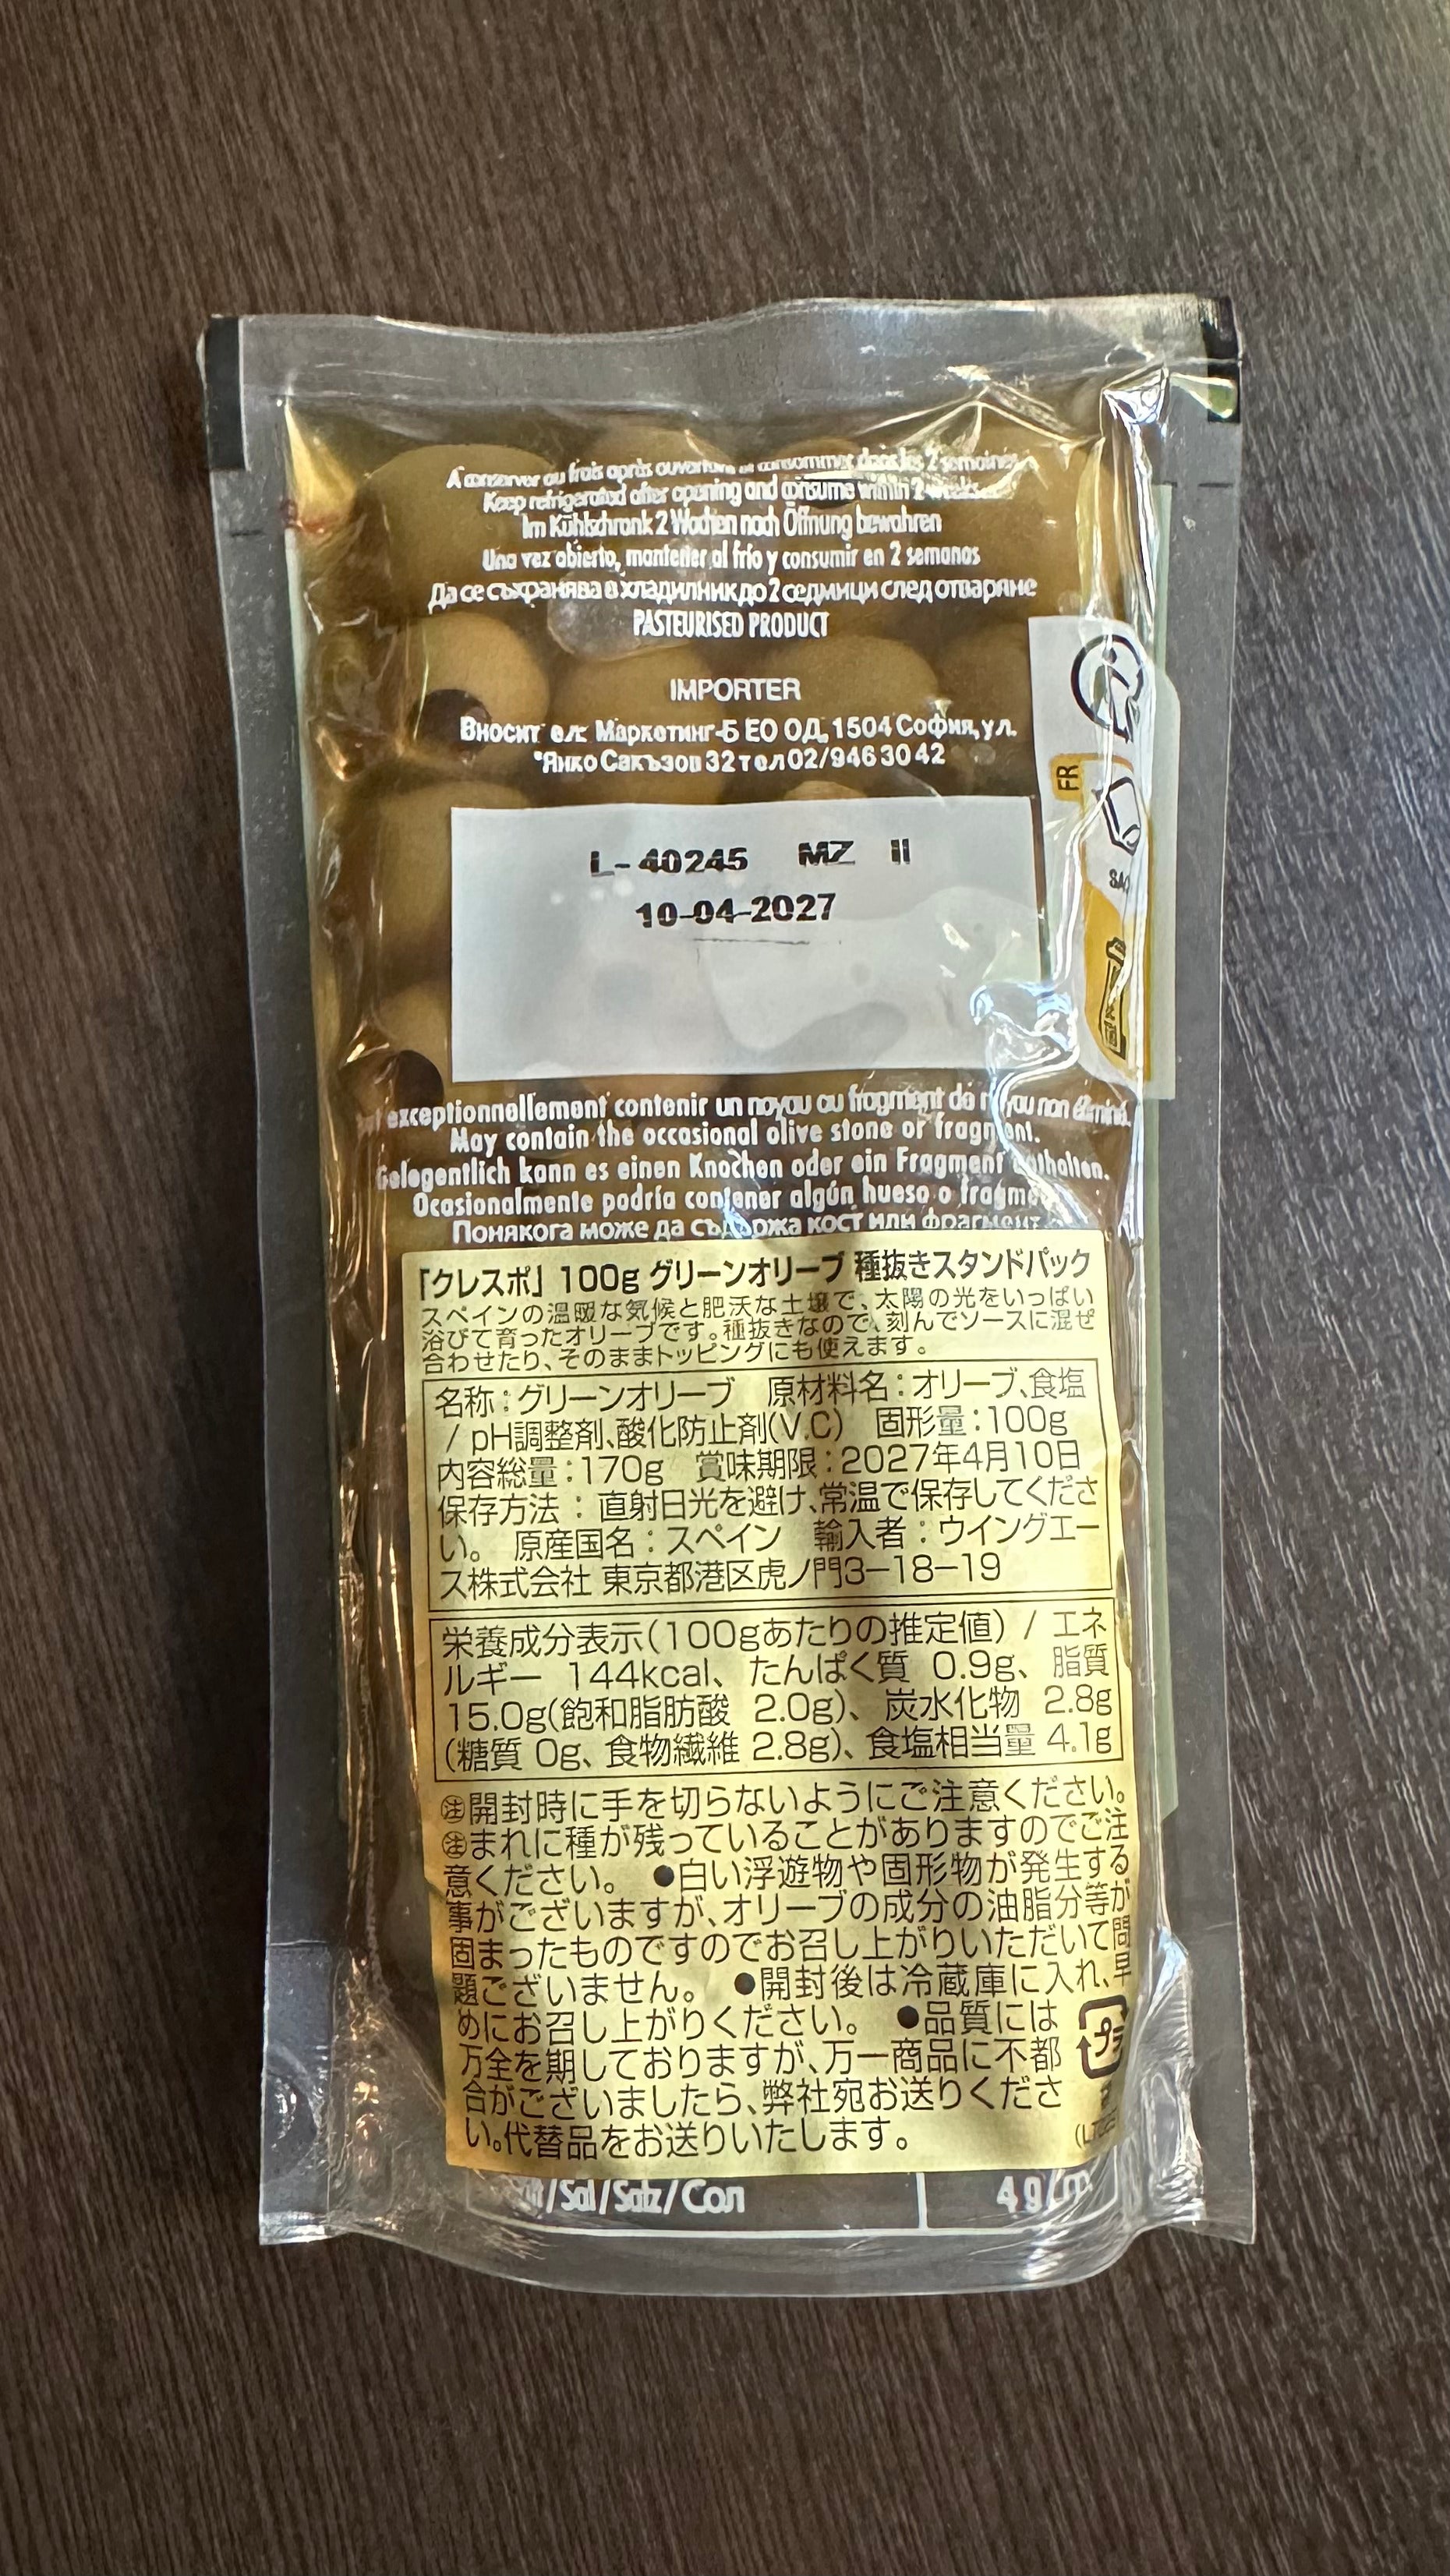 A conserver au frais après ouverture et consommer dans les 2 semaines
Keep refrigerated after opening and consume within 2 weeks
Im Kühlschrank 2 Wochen nach Öffnung bewahren
Una vez abierto, mantener al frío y consumir en 2 semanas
Да се съхранява в хладилник до 2 седмици след отваряне
PASTEURISED PRODUCT
IMPORTER
Вносител: Маркетинг-Б ЕО ОД, 1504 София, ул.
"Янко Сакъзов 32 тел 02/946 30 42
FR
L-40245 MZ II
10-04-2027
exceptionnellement contenir un noyau ou fragment de noyau non éliminé.
May contain the occasional olive stone or fragment.
Gelegentlich kann es einen Knochen oder ein Fragment enthalten.
Ocasionalmente podría contener algún hueso o
Понякога може да съдържа кост или фрагмент
「クレスポ」 100g グリーンオリーブ 種抜きスタンドパック
スペインの温暖な気候と肥沃な土壌で、太陽の光をいっぱい
浴びて育ったオリーブです。種抜きなので、刻んでソースに混ぜ
合わせたり、そのままトッピングにも使えます。
名称：グリーンオリーブ 原材料名：オリーブ、食塩
/ pH調整剤、酸化防止剤(V.C) 固形量：100g
内容総量：170g 賞味期限：2027年4月10日
保存方法：直射日光を避け、常温で保存してくださ
い。 原産国名：スペイン 輸入者：ウイングエー
ス株式会社 東京都港区虎ノ門3-18-19
栄養成分表示(100gあたりの推定値) / エネ
ルギー 144kcal、たんぱく質 0.9g、脂質
15.0g(飽和脂肪酸 2.0g)、炭水化物 2.8g
(糖質 0g、食物繊維 2.8g)、食塩相当量 4.1g
㊟開封時に手を切らないようにご注意ください。
㊟まれに種が残っていることがありますのでご注
意ください。 ●白い浮遊物や固形物が発生する
事がございますが、オリーブの成分の油脂分等が
固まったものですのでお召し上がりいただいて問
題ございません。 ●開封後は冷蔵庫に入れ、早
めにお召し上がりください。 ●品質には
万全を期しておりますが、万一商品に不都
合がございましたら、弊社宛お送りくださ
い。代替品をお送りいたします。
プラ
/Sal/Salz/Сол